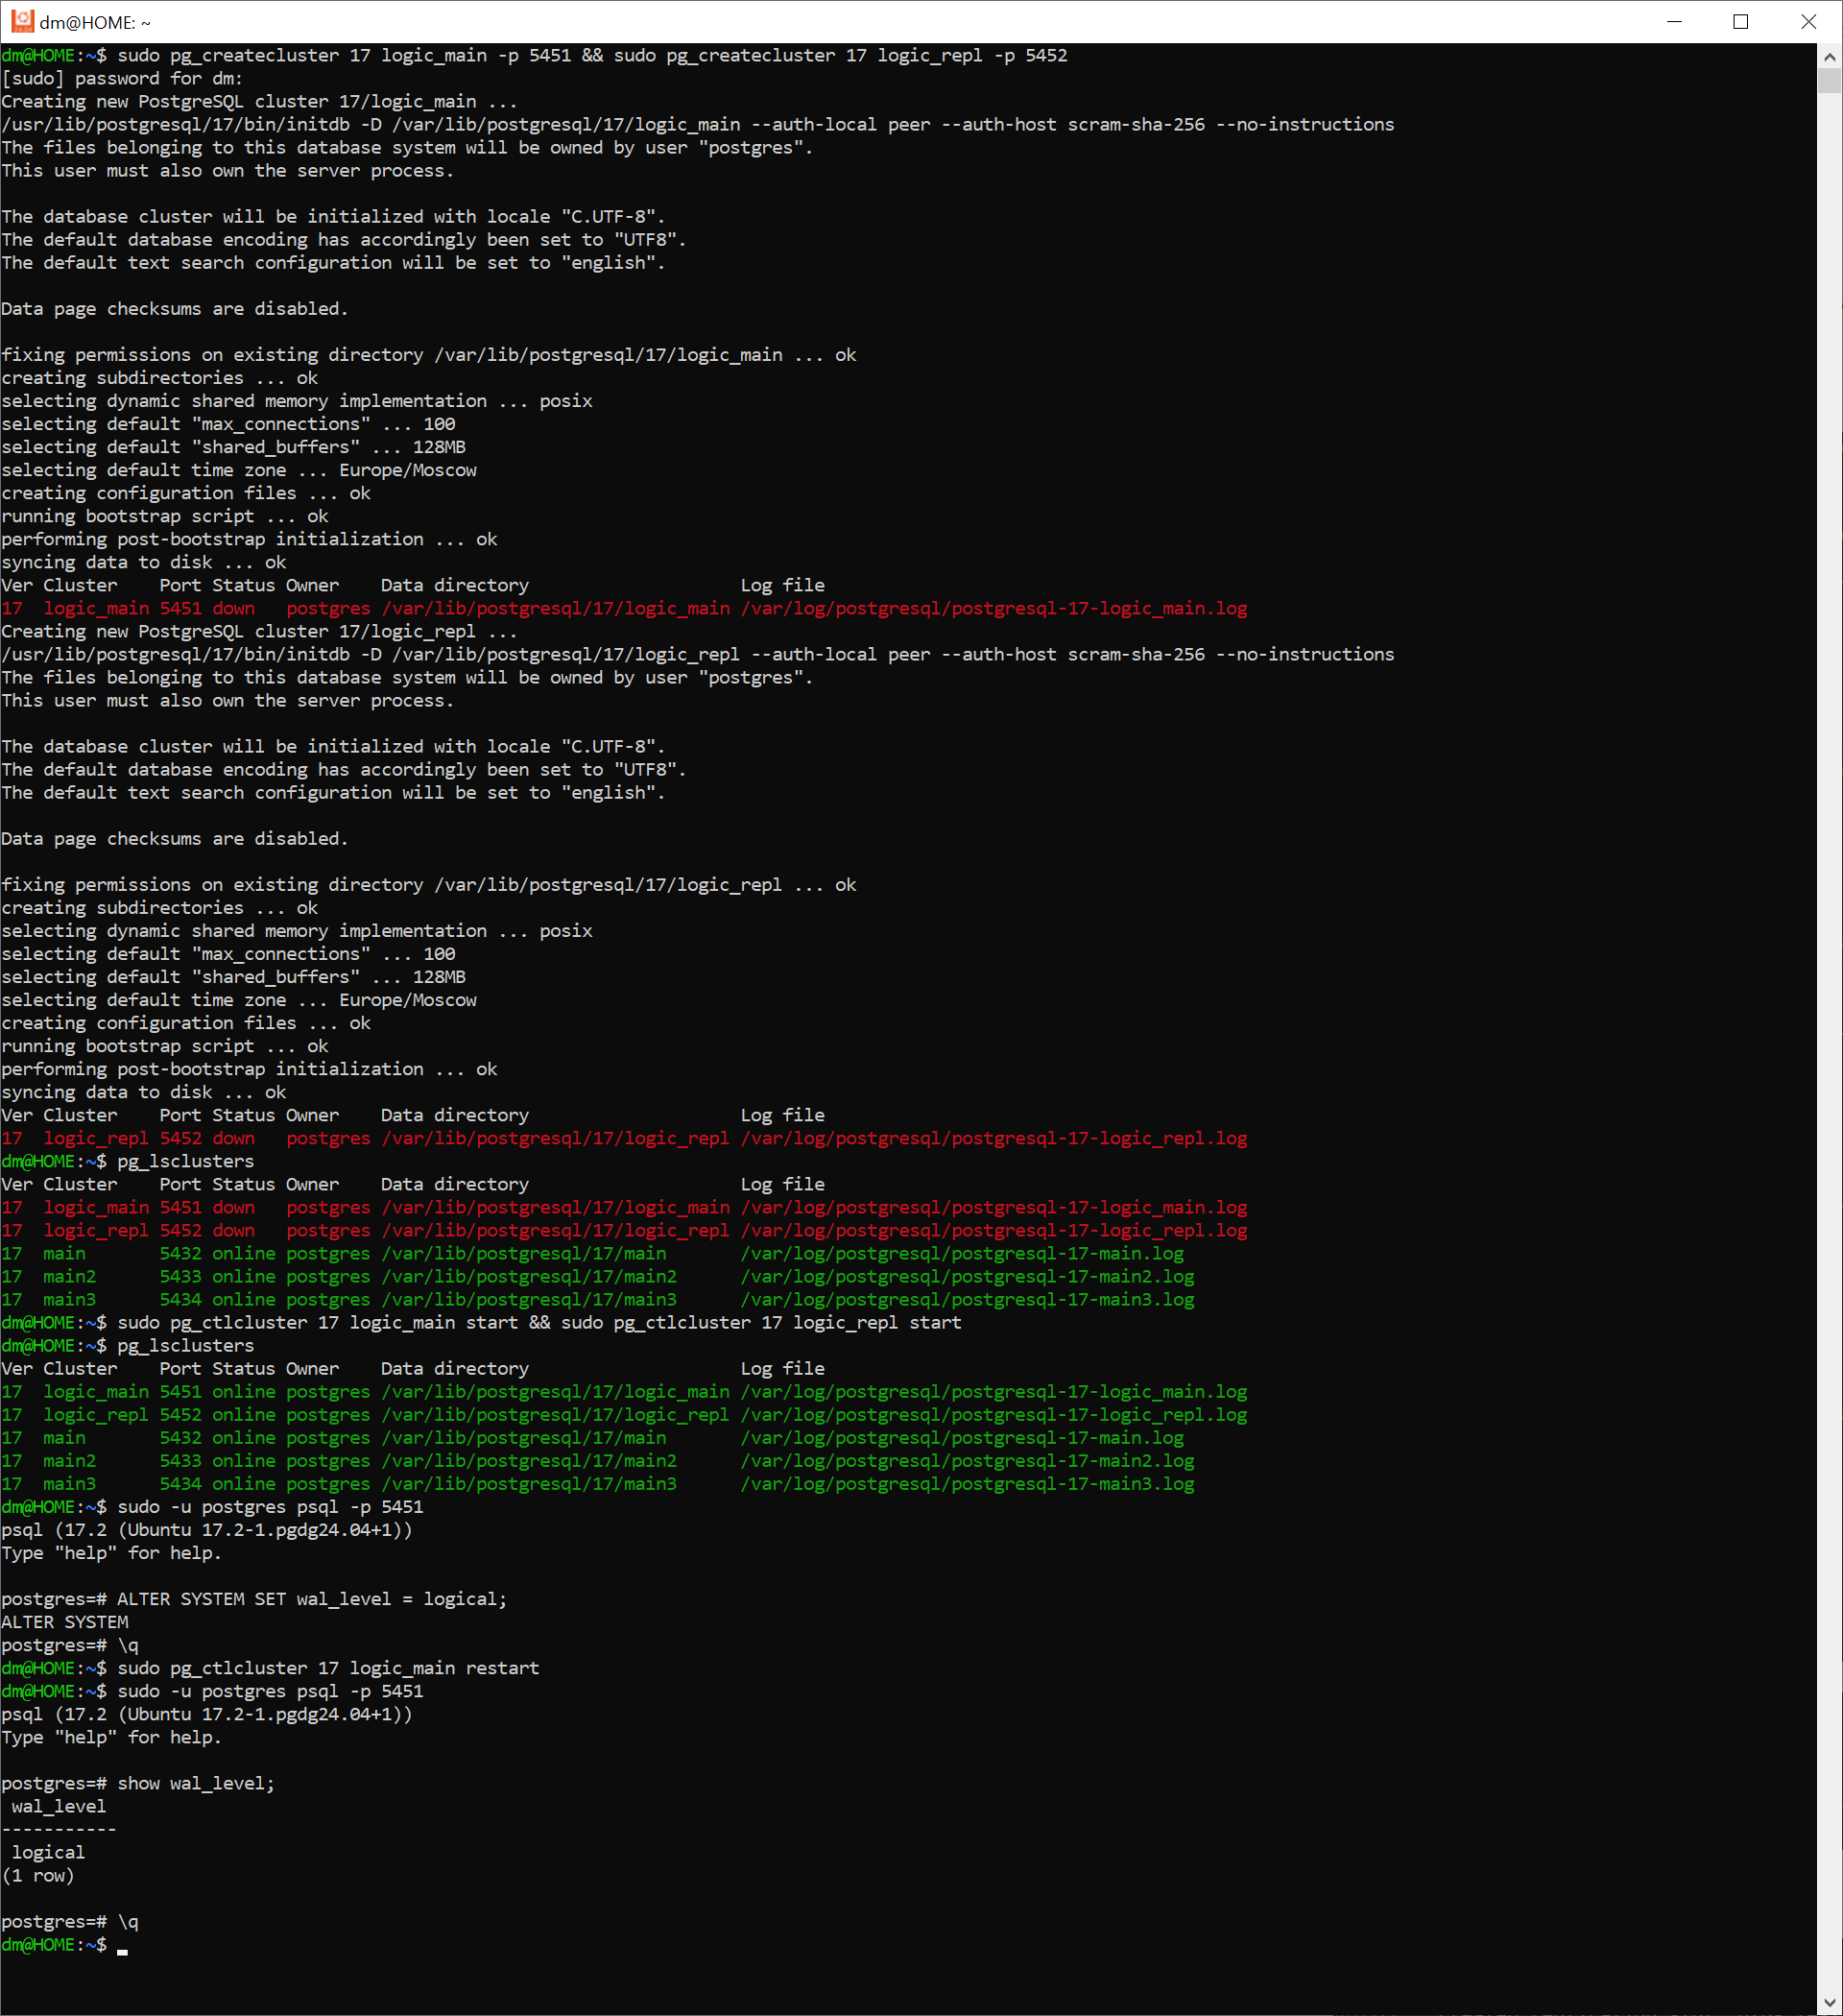 dm@HOME: ~
dm@HOME:~$ sudo pg_createcluster 17 logic_main -p 5451 && sudo pg_createcluster 17 logic_repl -p 5452
[sudo] password for dm:
Creating new PostgreSQL cluster 17/logic_main ...
/usr/lib/postgresql/17/bin/initdb -D /var/lib/postgresql/17/logic_main --auth-local peer --auth-host scram-sha-256 --no-instructions
The files belonging to this database system will be owned by user "postgres".
This user must also own the server process.

The database cluster will be initialized with locale "C.UTF-8".
The default database encoding has accordingly been set to "UTF8".
The default text search configuration will be set to "english".

Data page checksums are disabled.

fixing permissions on existing directory /var/lib/postgresql/17/logic_main ... ok
creating subdirectories ... ok
selecting dynamic shared memory implementation ... posix
selecting default "max_connections" ... 100
selecting default "shared_buffers" ... 128MB
selecting default time zone ... Europe/Moscow
creating configuration files ... ok
running bootstrap script ... ok
performing post-bootstrap initialization ... ok
syncing data to disk ... ok
Ver Cluster    Port Status Owner    Data directory                    Log file
17  logic_main 5451 down   postgres /var/lib/postgresql/17/logic_main /var/log/postgresql/postgresql-17-logic_main.log
Creating new PostgreSQL cluster 17/logic_repl ...
/usr/lib/postgresql/17/bin/initdb -D /var/lib/postgresql/17/logic_repl --auth-local peer --auth-host scram-sha-256 --no-instructions
The files belonging to this database system will be owned by user "postgres".
This user must also own the server process.

The database cluster will be initialized with locale "C.UTF-8".
The default database encoding has accordingly been set to "UTF8".
The default text search configuration will be set to "english".

Data page checksums are disabled.

fixing permissions on existing directory /var/lib/postgresql/17/logic_repl ... ok
creating subdirectories ... ok
selecting dynamic shared memory implementation ... posix
selecting default "max_connections" ... 100
selecting default "shared_buffers" ... 128MB
selecting default time zone ... Europe/Moscow
creating configuration files ... ok
running bootstrap script ... ok
performing post-bootstrap initialization ... ok
syncing data to disk ... ok
Ver Cluster    Port Status Owner    Data directory                    Log file
17  logic_repl 5452 down   postgres /var/lib/postgresql/17/logic_repl /var/log/postgresql/postgresql-17-logic_repl.log
dm@HOME:~$ pg_lsclusters
Ver Cluster    Port Status Owner    Data directory                    Log file
17  logic_main 5451 down   postgres /var/lib/postgresql/17/logic_main /var/log/postgresql/postgresql-17-logic_main.log
17  logic_repl 5452 down   postgres /var/lib/postgresql/17/logic_repl /var/log/postgresql/postgresql-17-logic_repl.log
17  main       5432 online postgres /var/lib/postgresql/17/main       /var/log/postgresql/postgresql-17-main.log
17  main2      5433 online postgres /var/lib/postgresql/17/main2      /var/log/postgresql/postgresql-17-main2.log
17  main3      5434 online postgres /var/lib/postgresql/17/main3      /var/log/postgresql/postgresql-17-main3.log
dm@HOME:~$ sudo pg_ctlcluster 17 logic_main start && sudo pg_ctlcluster 17 logic_repl start
dm@HOME:~$ pg_lsclusters
Ver Cluster    Port Status Owner    Data directory                    Log file
17  logic_main 5451 online postgres /var/lib/postgresql/17/logic_main /var/log/postgresql/postgresql-17-logic_main.log
17  logic_repl 5452 online postgres /var/lib/postgresql/17/logic_repl /var/log/postgresql/postgresql-17-logic_repl.log
17  main       5432 online postgres /var/lib/postgresql/17/main       /var/log/postgresql/postgresql-17-main.log
17  main2      5433 online postgres /var/lib/postgresql/17/main2      /var/log/postgresql/postgresql-17-main2.log
17  main3      5434 online postgres /var/lib/postgresql/17/main3      /var/log/postgresql/postgresql-17-main3.log
dm@HOME:~$ sudo -u postgres psql -p 5451
psql (17.2 (Ubuntu 17.2-1.pgdg24.04+1))
Type "help" for help.

postgres=# ALTER SYSTEM SET wal_level = logical;
ALTER SYSTEM
postgres=# \q
dm@HOME:~$ sudo pg_ctlcluster 17 logic_main restart
dm@HOME:~$ sudo -u postgres psql -p 5451
psql (17.2 (Ubuntu 17.2-1.pgdg24.04+1))
Type "help" for help.

postgres=# show wal_level;
 wal_level
-----------
 logical
(1 row)

postgres=# \q
dm@HOME:~$